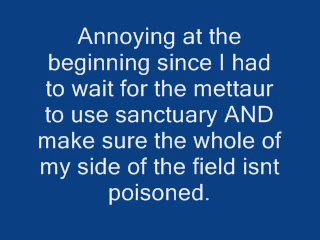 Annoying at the
beginning since I had
to wait for the mettaur
to use sanctuary AND
make sure the whole of
my side of the field isnt
poisoned.